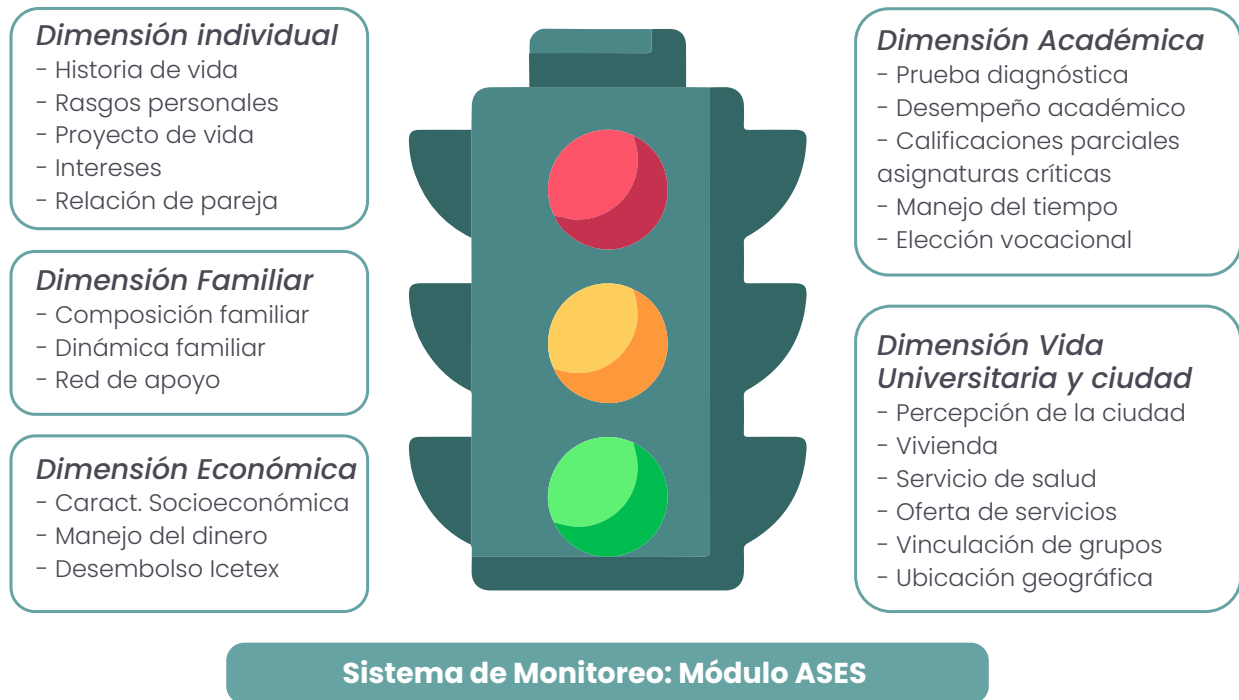 Dimensión individual
- Historia de vida
- Rasgos personales
- Proyecto de vida
- Intereses
- Relación de pareja
Dimensión Familiar
- Composición familiar
- Dinámica familiar
- Red de apoyo
Dimensión Económica
- Caract. Socioeconómica
- Manejo del dinero
- Desembolso Icetex
Dimensión Académica
- Prueba diagnóstica
- Desempeño académico
- Calificaciones parciales
asignaturas críticas
- Manejo del tiempo
- Elección vocacional
Dimensión Vida
Universitaria y ciudad
- Percepción de la ciudad
- Vivienda
- Servicio de salud
- Oferta de servicios
- Vinculación de grupos
- Ubicación geográfica
Sistema de Monitoreo: Módulo ASES